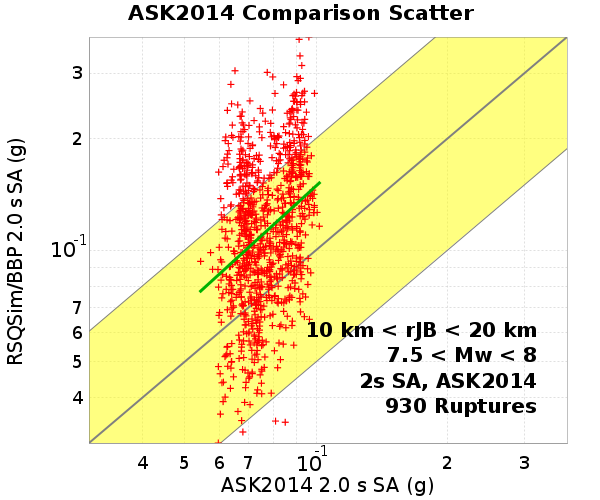 ASK2014 Comparison Scatter
RSQSim/BBP 2.0 s SA (g)
3
2
10-1
7
6
5
4
10 km < rJB < 20 km
7.5 < Mw < 8
2s SA, ASK2014
930 Ruptures
4 5 6 7 10-1 2 3
ASK2014 2.0 s SA (g)